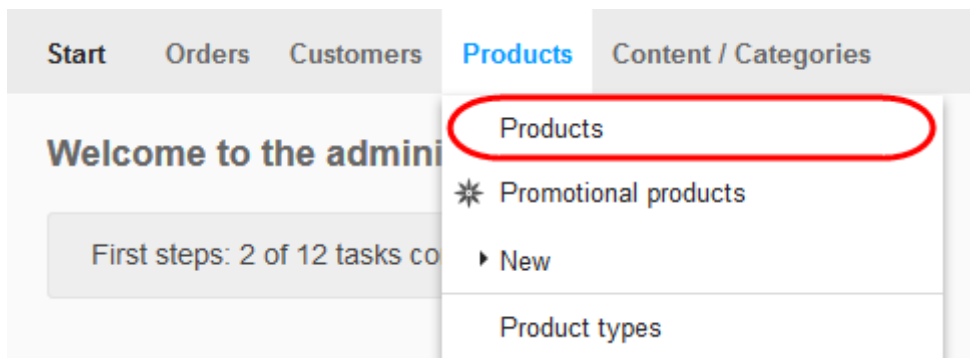 Start Orders Customers Products Content / Categories
Products
Welcome to the admini
Promotional products
First steps: 2 of 12 tasks co
New
Product types